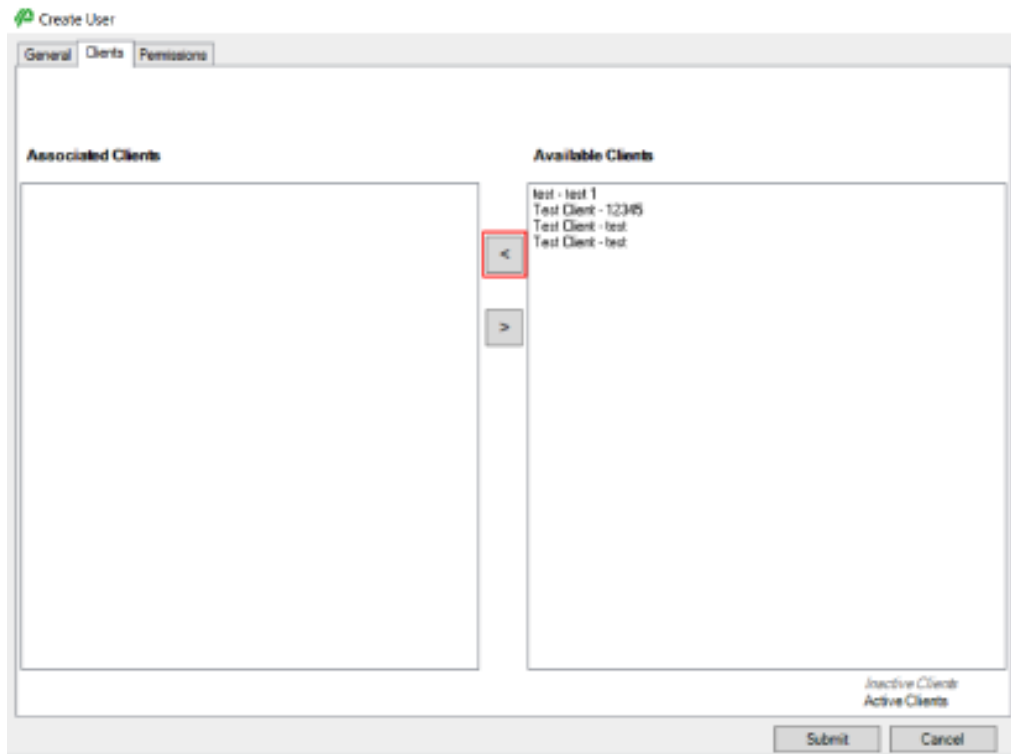 Create User
General Clients Permissions
Associated Clients
Available Clients
test - test 1
Test Client - 12345
Test Client - test
Test Client - test
<
>
Inactive Clients
Active Clients
Submit Cancel